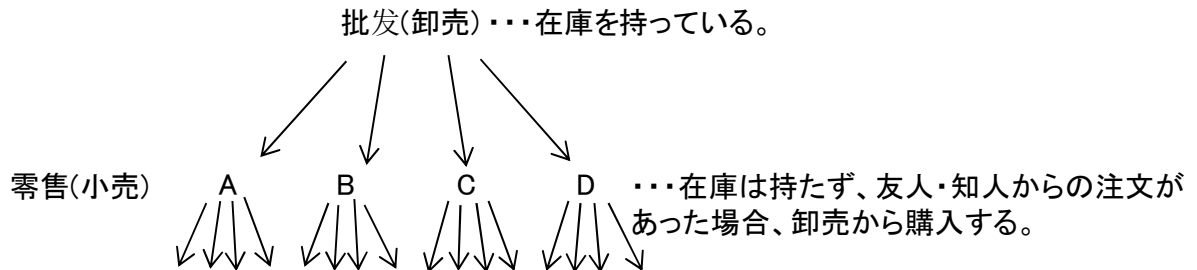 批发(卸売)・・・在庫を持っている。
零售(小売) A B C D ・・・在庫は持たず、友人・知人からの注文が
あった場合、卸売から購入する。